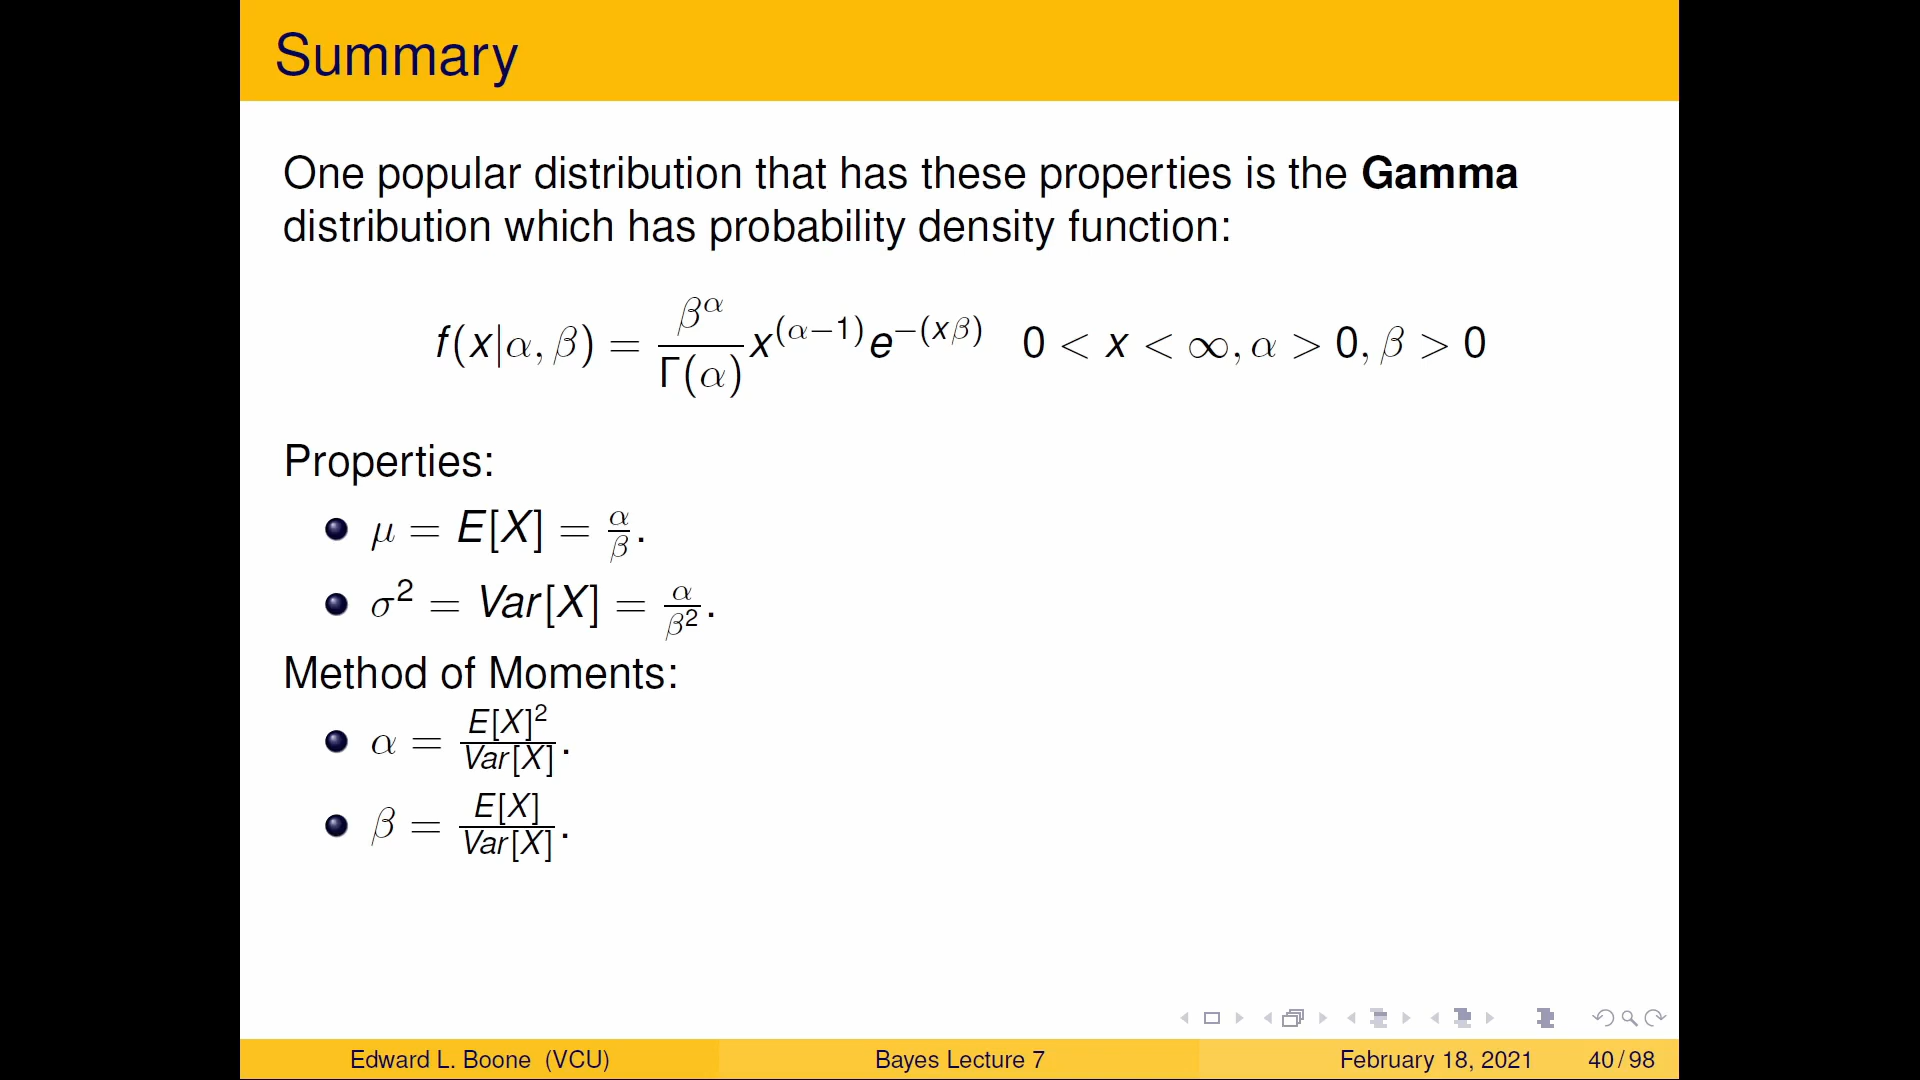 Summary
One popular distribution that has these properties is the Gamma
distribution which has probability density function:
f(x|α, β) = β^α / Γ(α) x^(α−1) e^−(xβ)   0 < x < ∞, α > 0, β > 0
Properties:
μ = E[X] = α/β.
σ² = Var[X] = α/β².
Method of Moments:
α = E[X]²/Var[X].
β = E[X]/Var[X].
Edward L. Boone (VCU)   Bayes Lecture 7   February 18, 2021   40 / 98